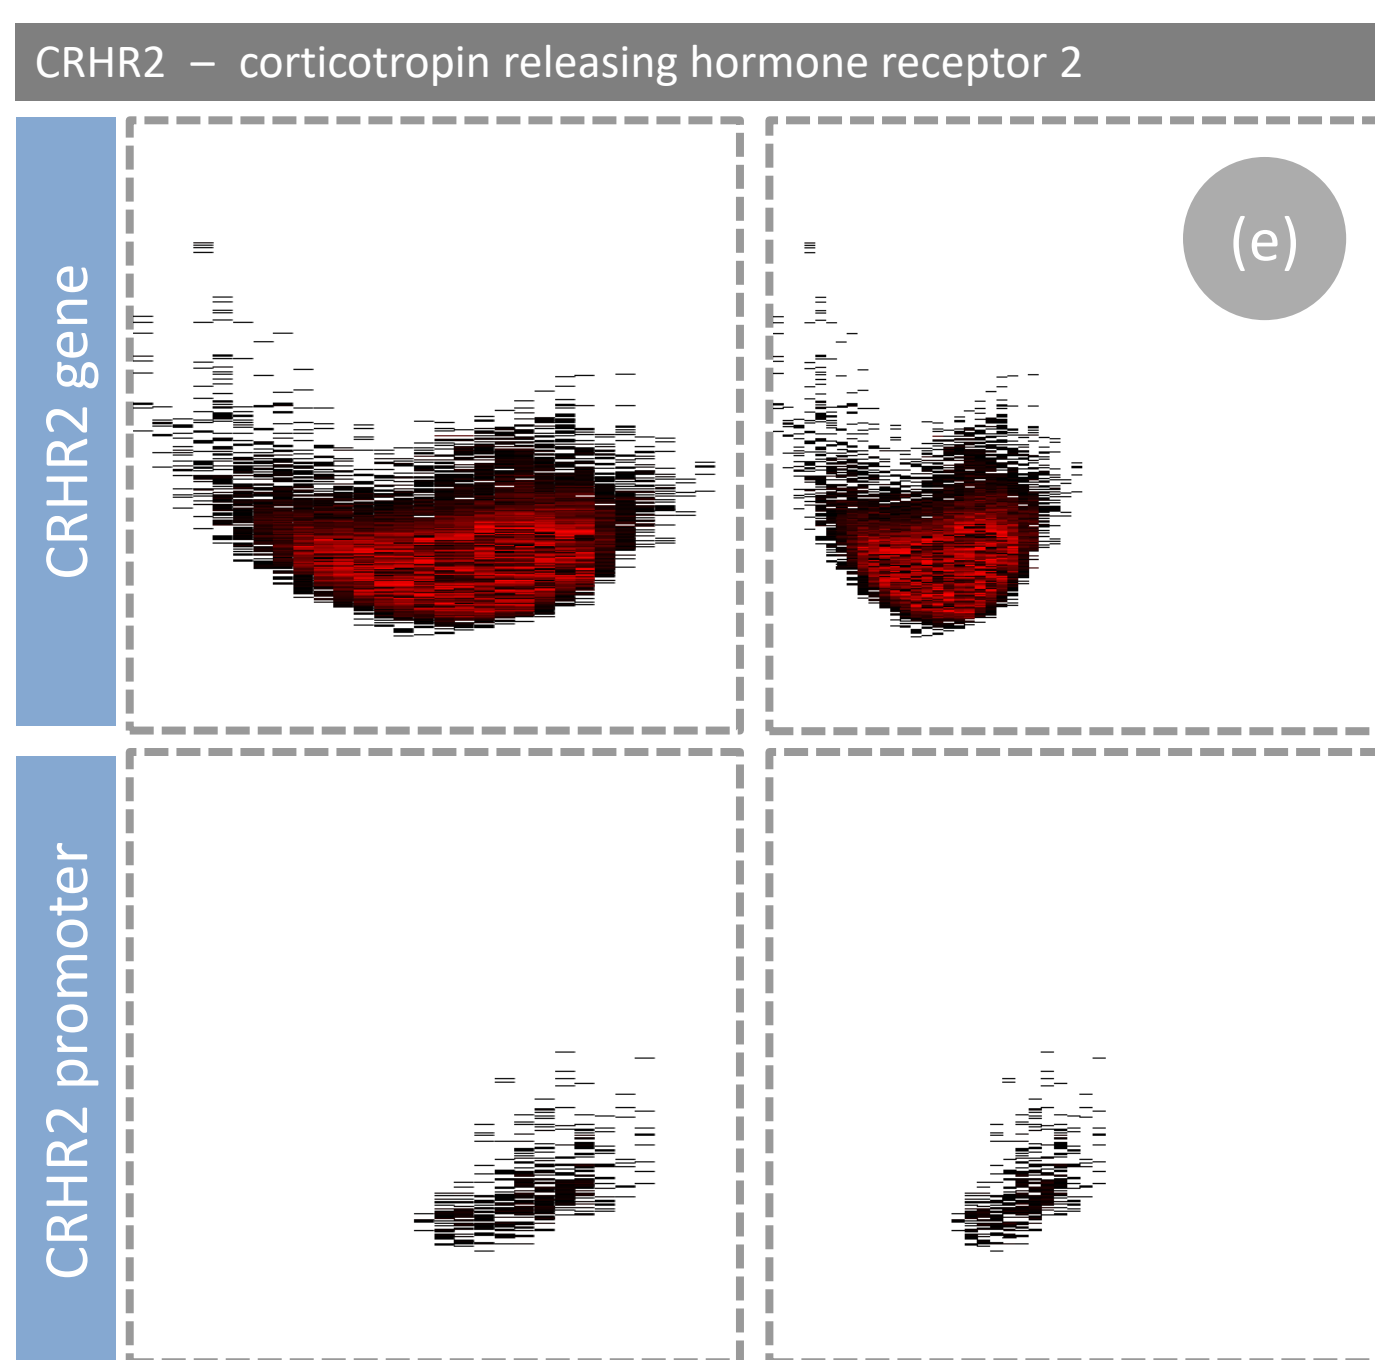 CRHR2 – corticotropin releasing hormone receptor 2
CRHR2 gene
(e)
CRHR2 promoter